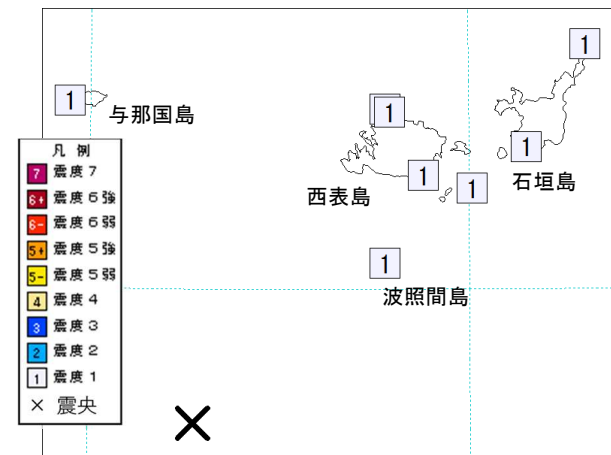 1
1
1
与那国島
1
石垣島
1
1
西表島
1
波照間島
凡 例
7 震度7
6+ 震度6強
6- 震度6弱
5+ 震度5強
5- 震度5弱
4 震度4
3 震度3
2 震度2
1 震度1
× 震央